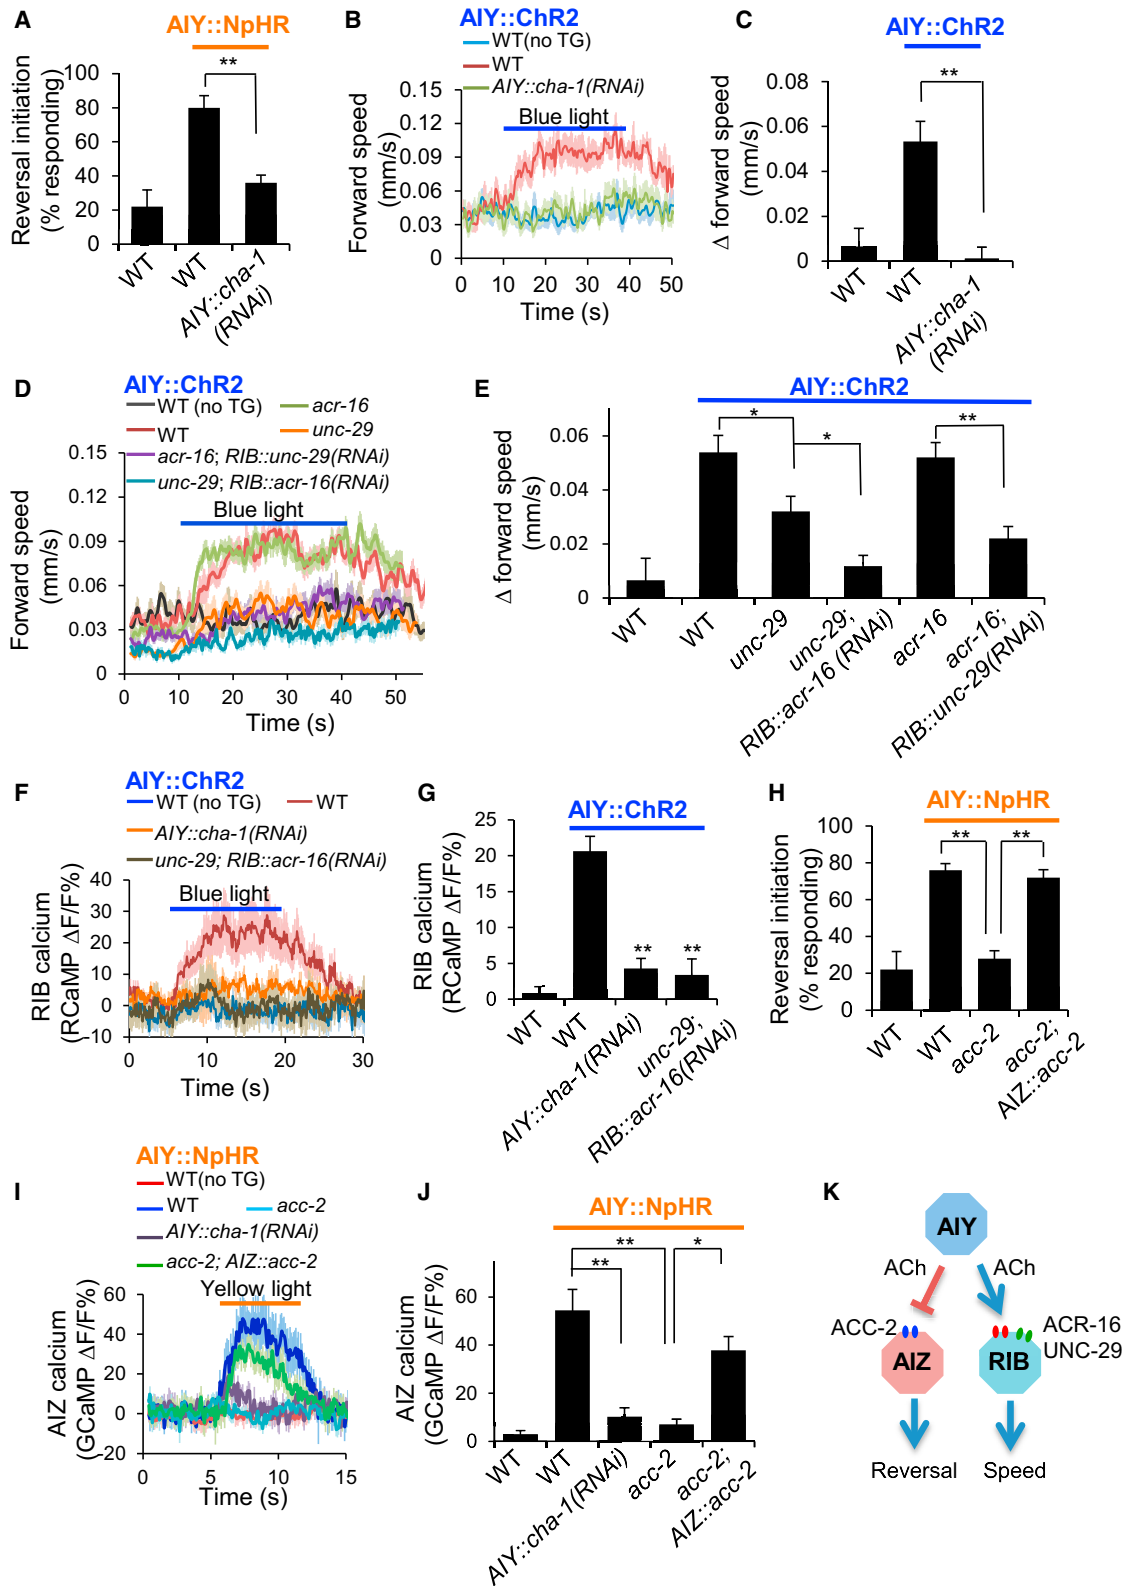 A
AIY::NpHR
**
Reversal initiation
(% responding)
100
80
60
40
20
0
WT
WT
AIY::cha-1
(RNAi)
B
AIY::ChR2
WT(no TG)
WT
AIY::cha-1(RNAi)
Blue light
Forward speed
(mm/s)
0.15
0.12
0.09
0.06
0.03
0
0 10 20 30 40 50
Time (s)
C
AIY::ChR2
**
Δ forward speed
(mm/s)
0.08
0.06
0.04
0.02
0
WT
WT
AIY::cha-1
(RNAi)
D
AIY::ChR2
WT (no TG)
acr-16
WT
unc-29
acr-16; RIB::unc-29(RNAi)
unc-29; RIB::acr-16(RNAi)
Blue light
Forward speed
(mm/s)
0.15
0.12
0.09
0.06
0.03
0
0 10 20 30 40 50
Time (s)
E
AIY::ChR2
*
*
**
Δ forward speed
(mm/s)
0.06
0.04
0.02
0
WT
WT
unc-29
unc-29;
RIB::acr-16 (RNAi)
acr-16
acr-16;
RIB::unc-29(RNAi)
F
AIY::ChR2
WT (no TG)
WT
AIY::cha-1(RNAi)
unc-29; RIB::acr-16(RNAi)
Blue light
RIB calcium
(RCaMP ΔF/F%)
40
30
20
10
0
-10
0 10 20 30
Time (s)
G
AIY::ChR2
** **
RIB calcium
(RCaMP ΔF/F%)
25
20
15
10
5
0
WT
WT
AIY::cha-1(RNAi)
unc-29;
RIB::acr-16(RNAi)
H
AIY::NpHR
** **
Reversal initiation
(% responding)
100
80
60
40
20
0
WT
WT
acc-2
acc-2;
AIZ::acc-2
I
AIY::NpHR
WT(no TG)
WT
acc-2
AIY::cha-1(RNAi)
acc-2; AIZ::acc-2
Yellow light
AIZ calcium
(GCaMP ΔF/F%)
60
40
20
0
-20
0 5 10 15
Time (s)
J
AIY::NpHR
** *
**
AIZ calcium
(GCaMP ΔF/F%)
60
40
20
0
WT
WT
AIY::cha-1(RNAi)
acc-2
acc-2;
AIZ::acc-2
K
AIY
ACh ACh
ACC-2
ACR-16
UNC-29
AIZ
RIB
Reversal
Speed